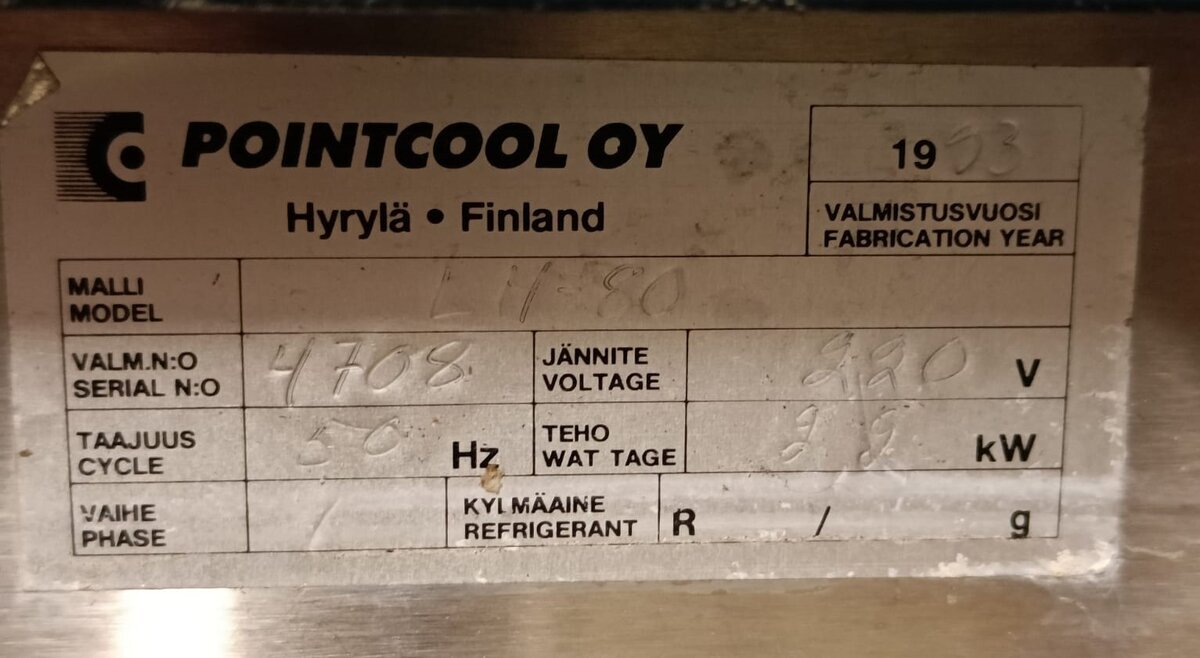 POINTCOOL OY
Hyrylä • Finland
1993
VALMISTUSVUOSI
FABRICATION YEAR
MALLI
MODEL
VALM.N:O
SERIAL N:O
4708
JÄNNITE
VOLTAGE
220 V
TAAJUUS
CYCLE
50 Hz
TEHO
WAT TAGE
kW
VAIHE
PHASE
1
KYLMÄAINE
REFRIGERANT
R / g